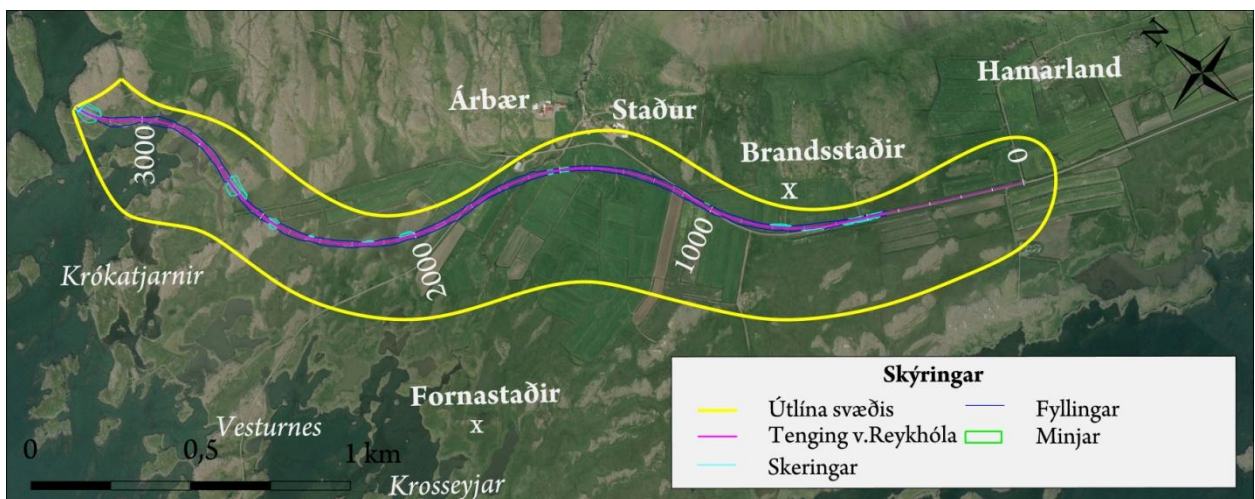 N
Hamarland
Árbær
Staður
Brandsstaðir
X
0
3000
2000
1000
Krókatjarnir
Fornastaðir
X
Vesturnes
Krosseyjar
0 0,5 1 km
Skýringar
Útlína svæðis
Fyllingar
Tenging v.Reykhóla
Minjar
Skeringar